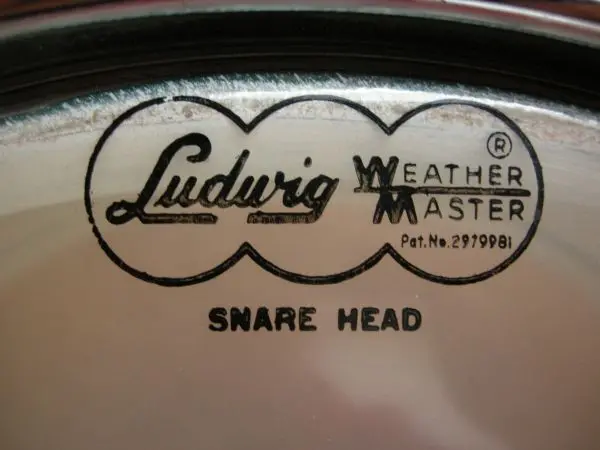 Ludwig
WEATHER MASTER ®
Pat.No.2979981
SNARE HEAD